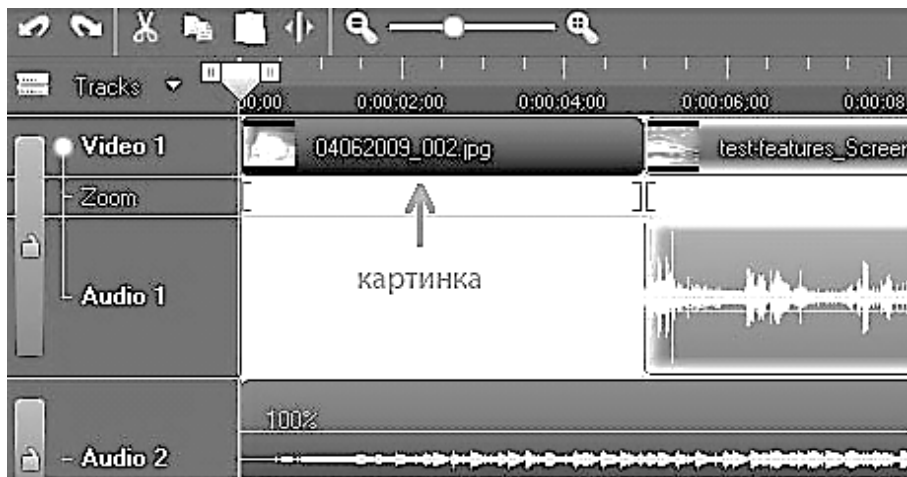 Tracks
00;00 0:00:02;00 0:00:04;00 0:00:06;00 0:00:08
Video 1 04062009_002.jpg test-features_Screen
Zoom
картинка
Audio 1
100%
Audio 2